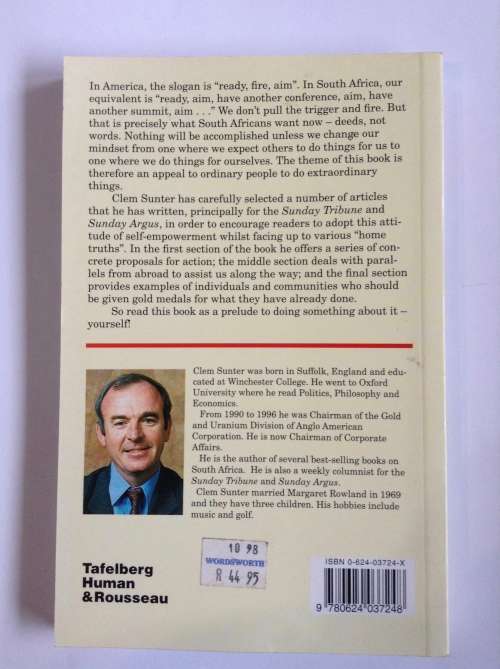 In America, the slogan is “ready, fire, aim”. In South Africa, our
equivalent is “ready, aim, have another conference, aim, have
another summit, aim . . .” We don’t pull the trigger and fire. But
that is precisely what South Africans want now – deeds, not
words. Nothing will be accomplished unless we change our
mindset from one where we expect others to do things for us to
one where we do things for ourselves. The theme of this book is
therefore an appeal to ordinary people to do extraordinary
things.
Clem Sunter has carefully selected a number of articles
that he has written, principally for the Sunday Tribune and
Sunday Argus, in order to encourage readers to adopt this atti-
tude of self-empowerment whilst facing up to various “home
truths”. In the first section of the book he offers a series of con-
crete proposals for action; the middle section deals with paral-
lels from abroad to assist us along the way; and the final section
provides examples of individuals and communities who should
be given gold medals for what they have already done.
So read this book as a prelude to doing something about it –
yourself!
Clem Sunter was born in Suffolk, England and edu-
cated at Winchester College. He went to Oxford
University where he read Politics, Philosophy and
Economics.
From 1990 to 1996 he was Chairman of the Gold
and Uranium Division of Anglo American
Corporation. He is now Chairman of Corporate
Affairs.
He is the author of several best-selling books on
South Africa. He is also a weekly columnist for the
Sunday Tribune and Sunday Argus.
Clem Sunter married Margaret Rowland in 1969
and they have three children. His hobbies include
music and golf.
Tafelberg
Human
&Rousseau
10 98
WORDSWORTH
R 44 95
ISBN 0-624-03724-X
9 780624 037248